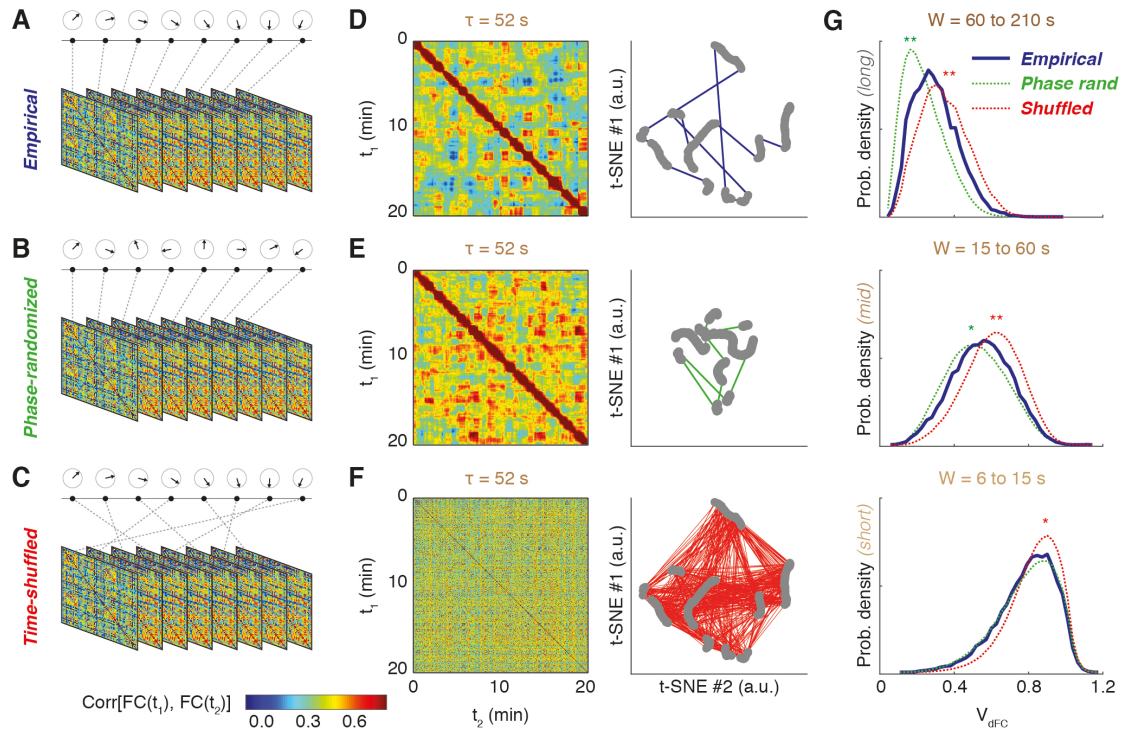 A
Empirical
B
Phase-randomized
C
Time-shuffled
Corr[FC(t1), FC(t2)]
0.0 0.3 0.6
D
τ = 52 s
0
10
20
t1 (min)
t-SNE #1 (a.u.)
E
τ = 52 s
0
10
20
t1 (min)
t-SNE #1 (a.u.)
F
τ = 52 s
0
10
20
t1 (min)
0 10 20
t2 (min)
t-SNE #1 (a.u.)
t-SNE #2 (a.u.)
G
W = 60 to 210 s
Prob. density (long)
**
**
Empirical
Phase rand
Shuffled
W = 15 to 60 s
Prob. density (mid)
*
**
W = 6 to 15 s
Prob. density (short)
*
0 0.4 0.8 1.2
VdFC